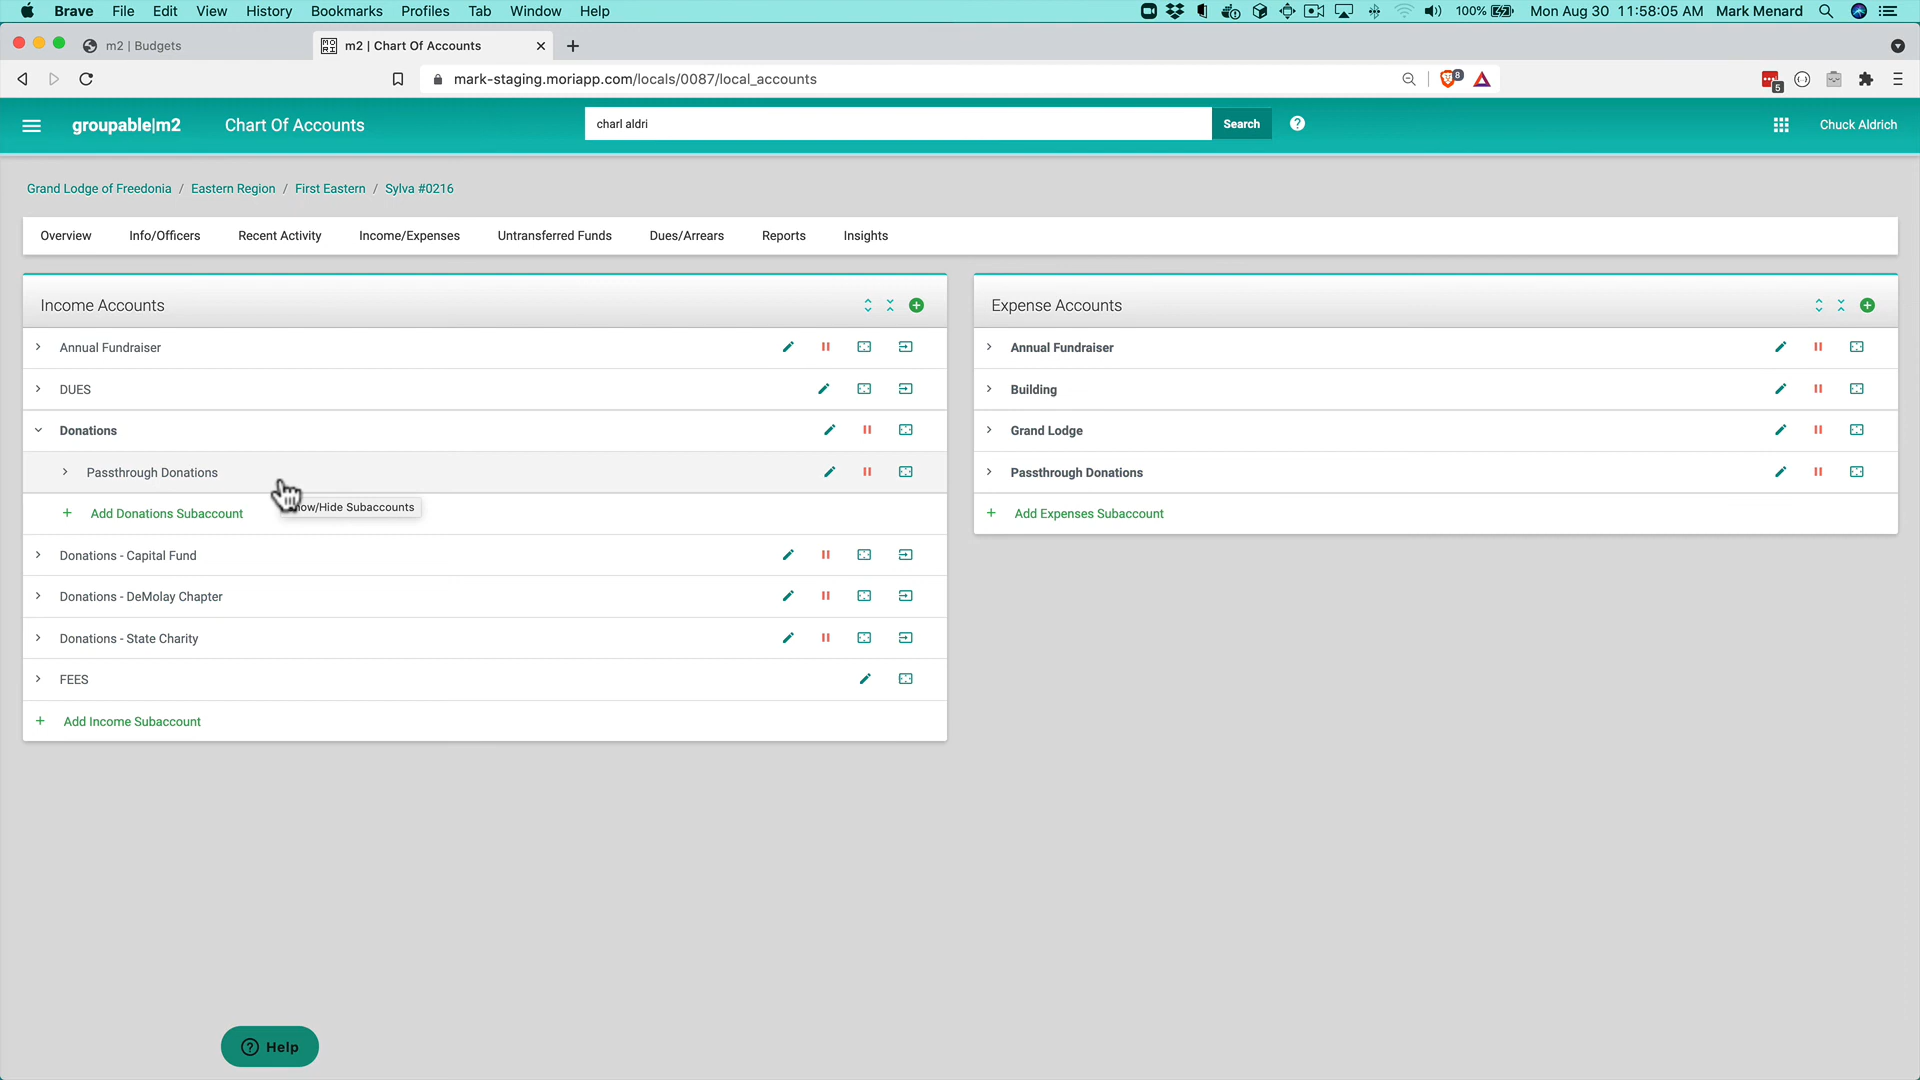 Brave File Edit View History Bookmarks Profiles Tab Window Help 100% Mon Aug 30 11:58:05 AM Mark Menard
m2 | Budgets m2 | Chart Of Accounts
mark-staging.moriapp.com/locals/0087/local_accounts 8 5
groupable|m2 Chart Of Accounts charl aldri Search Chuck Aldrich
Grand Lodge of Freedonia / Eastern Region / First Eastern / Sylva #0216
Overview Info/Officers Recent Activity Income/Expenses Untransferred Funds Dues/Arrears Reports Insights
Income Accounts
Annual Fundraiser
DUES
Donations
Passthrough Donations
ow/Hide Subaccounts
+ Add Donations Subaccount
Donations - Capital Fund
Donations - DeMolay Chapter
Donations - State Charity
FEES
+ Add Income Subaccount
Expense Accounts
Annual Fundraiser
Building
Grand Lodge
Passthrough Donations
+ Add Expenses Subaccount
? Help